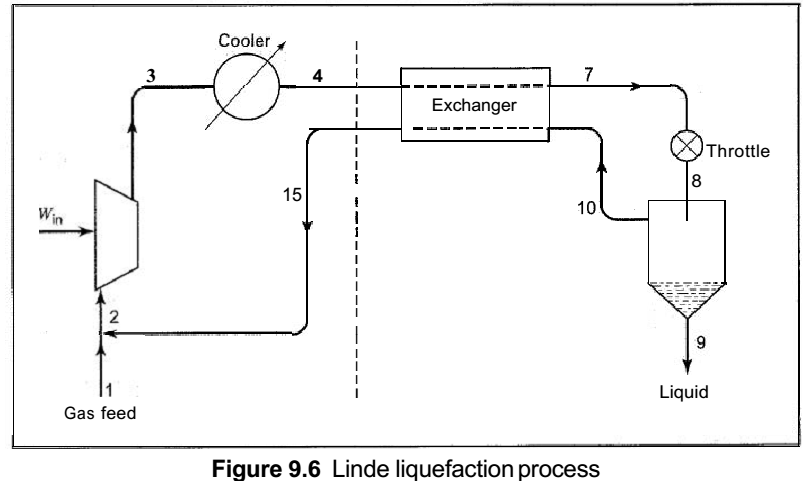 Cooler
3
4
7
Exchanger
Throttle
8
15
10
Win
2
9
1
Liquid
Gas feed
Figure 9.6 Linde liquefaction process